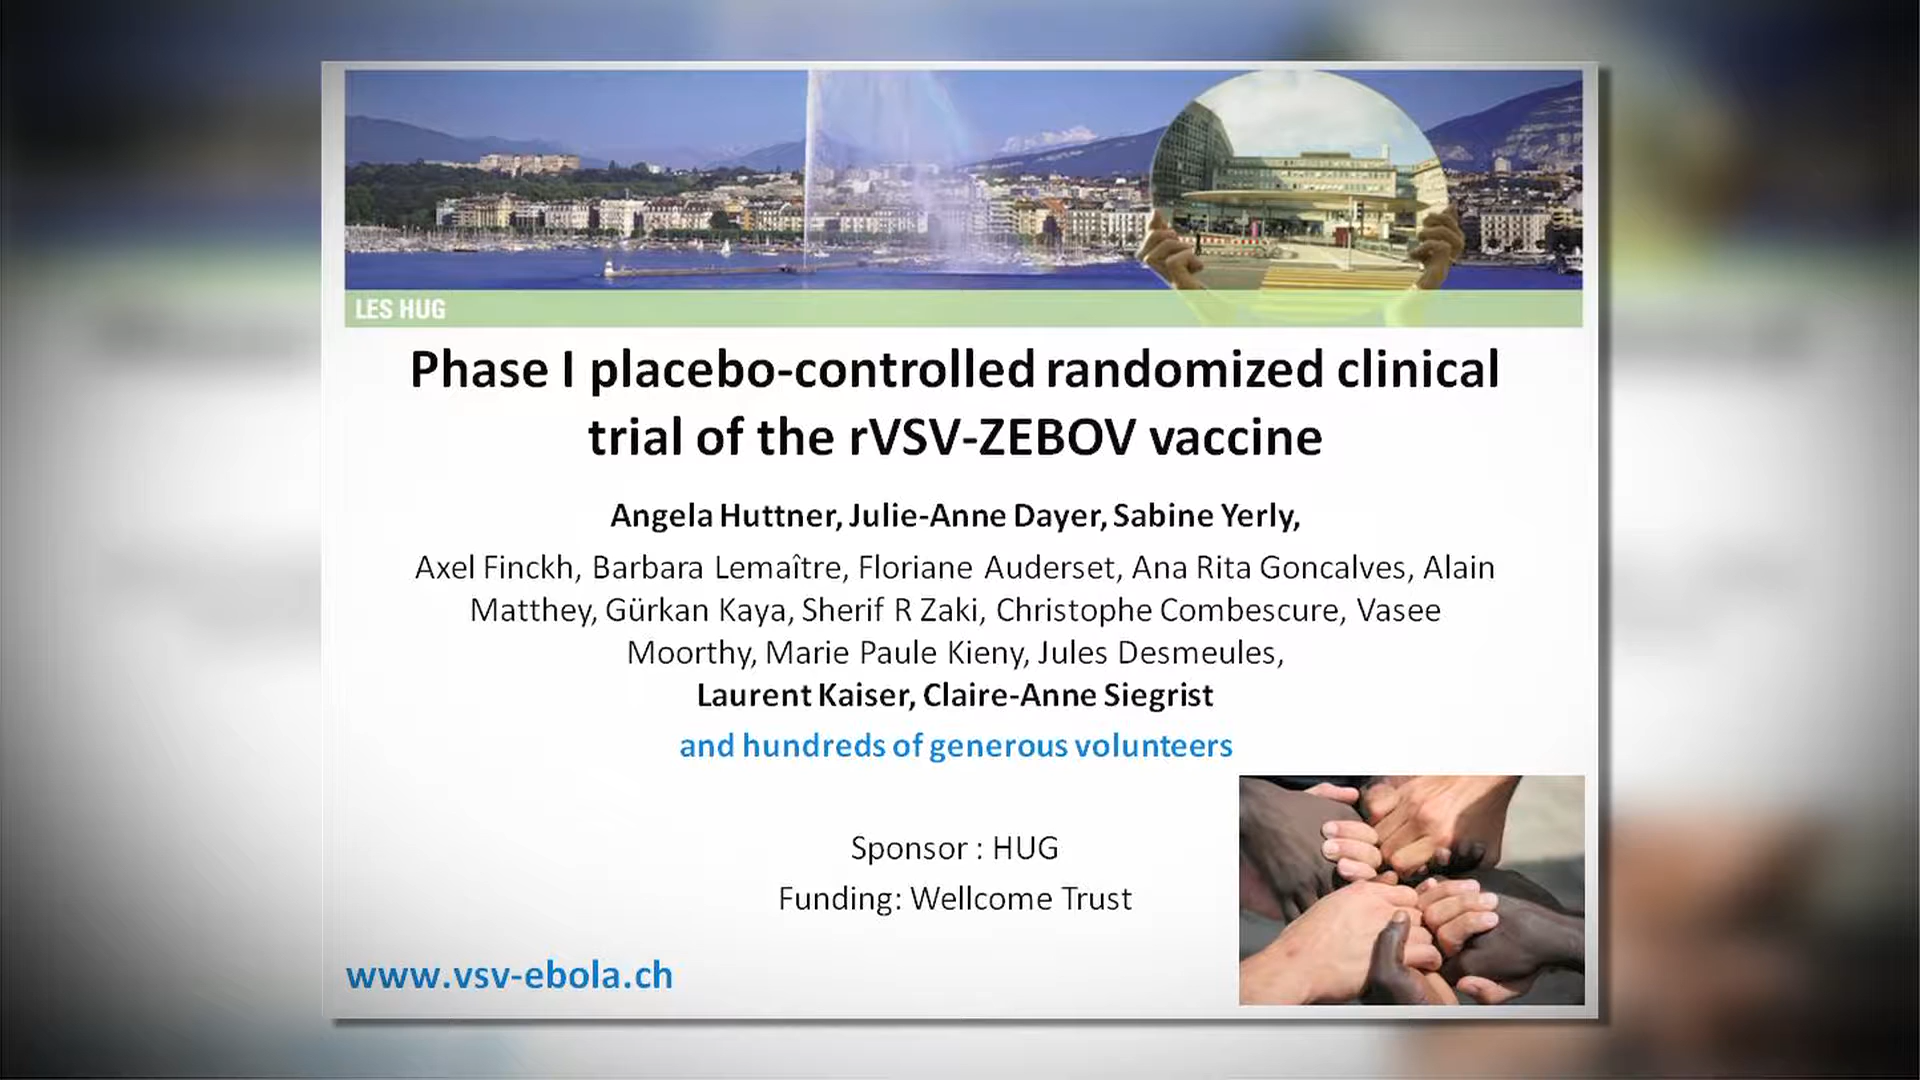 LES HUG
Phase I placebo-controlled randomized clinical
trial of the rVSV-ZEBOV vaccine
Angela Huttner, Julie-Anne Dayer, Sabine Yerly,
Axel Finckh, Barbara Lemaître, Floriane Auderset, Ana Rita Goncalves, Alain
Matthey, Gürkan Kaya, Sherif R Zaki, Christophe Combescure, Vasee
Moorthy, Marie Paule Kieny, Jules Desmeules,
Laurent Kaiser, Claire-Anne Siegrist
and hundreds of generous volunteers
Sponsor : HUG
Funding: Wellcome Trust
www.vsv-ebola.ch